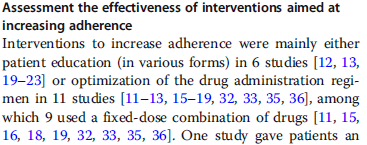 Assessment the effectiveness of interventions aimed at
increasing adherence
Interventions to increase adherence were mainly either
patient education (in various forms) in 6 studies [12, 13,
19–23] or optimization of the drug administration regi-
men in 11 studies [11–13, 15–19, 32, 33, 35, 36], among
which 9 used a fixed-dose combination of drugs [11, 15,
16, 18, 19, 32, 33, 35, 36]. One study gave patients an